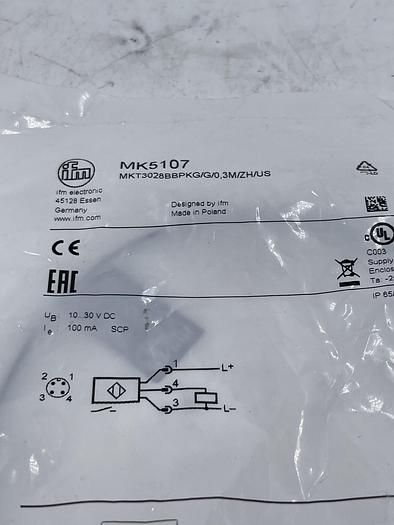 ifm
MK5107
MKT3028BBPKG/G/0,3M/ZH/US
ifm electronic
45128 Essen
Germany
www.ifm.com
Designed by ifm
Made in Poland
CE
EAC
c UL
C003
Supply
Enclos
Ta: -2
IP 65/
UB: 10...30 V DC
Ie: 100 mA SCP
2 1
3 4
1 L+
4
3 L–